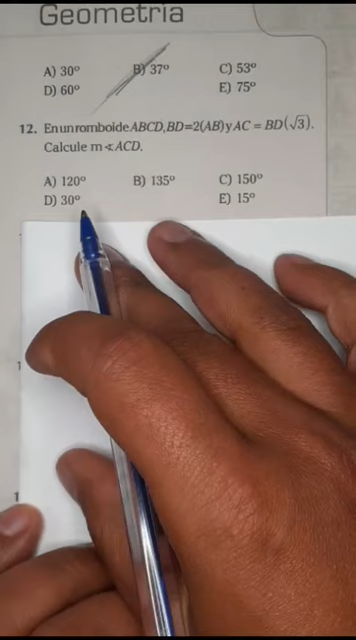 Geometría
A) 30° B) 37° C) 53°
D) 60° E) 75°
12. En un romboide ABCD, BD=2(AB) y AC = BD(√3).
Calcule m∢ACD.
A) 120° B) 135° C) 150°
D) 30° E) 15°